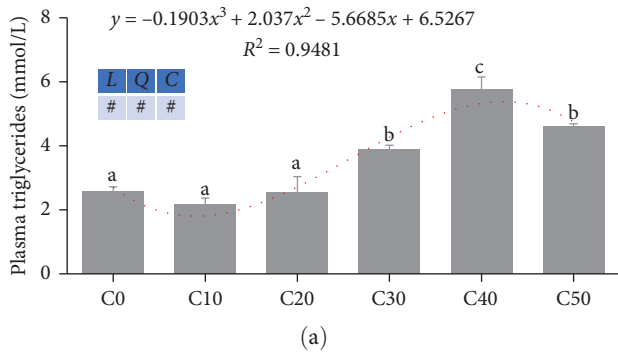 y = –0.1903x³ + 2.037x² – 5.6685x + 6.5267
R² = 0.9481
L Q C
# # #
Plasma triglycerides (mmol/L)
8
6
4
2
0
a a a b c b
C0 C10 C20 C30 C40 C50
(a)